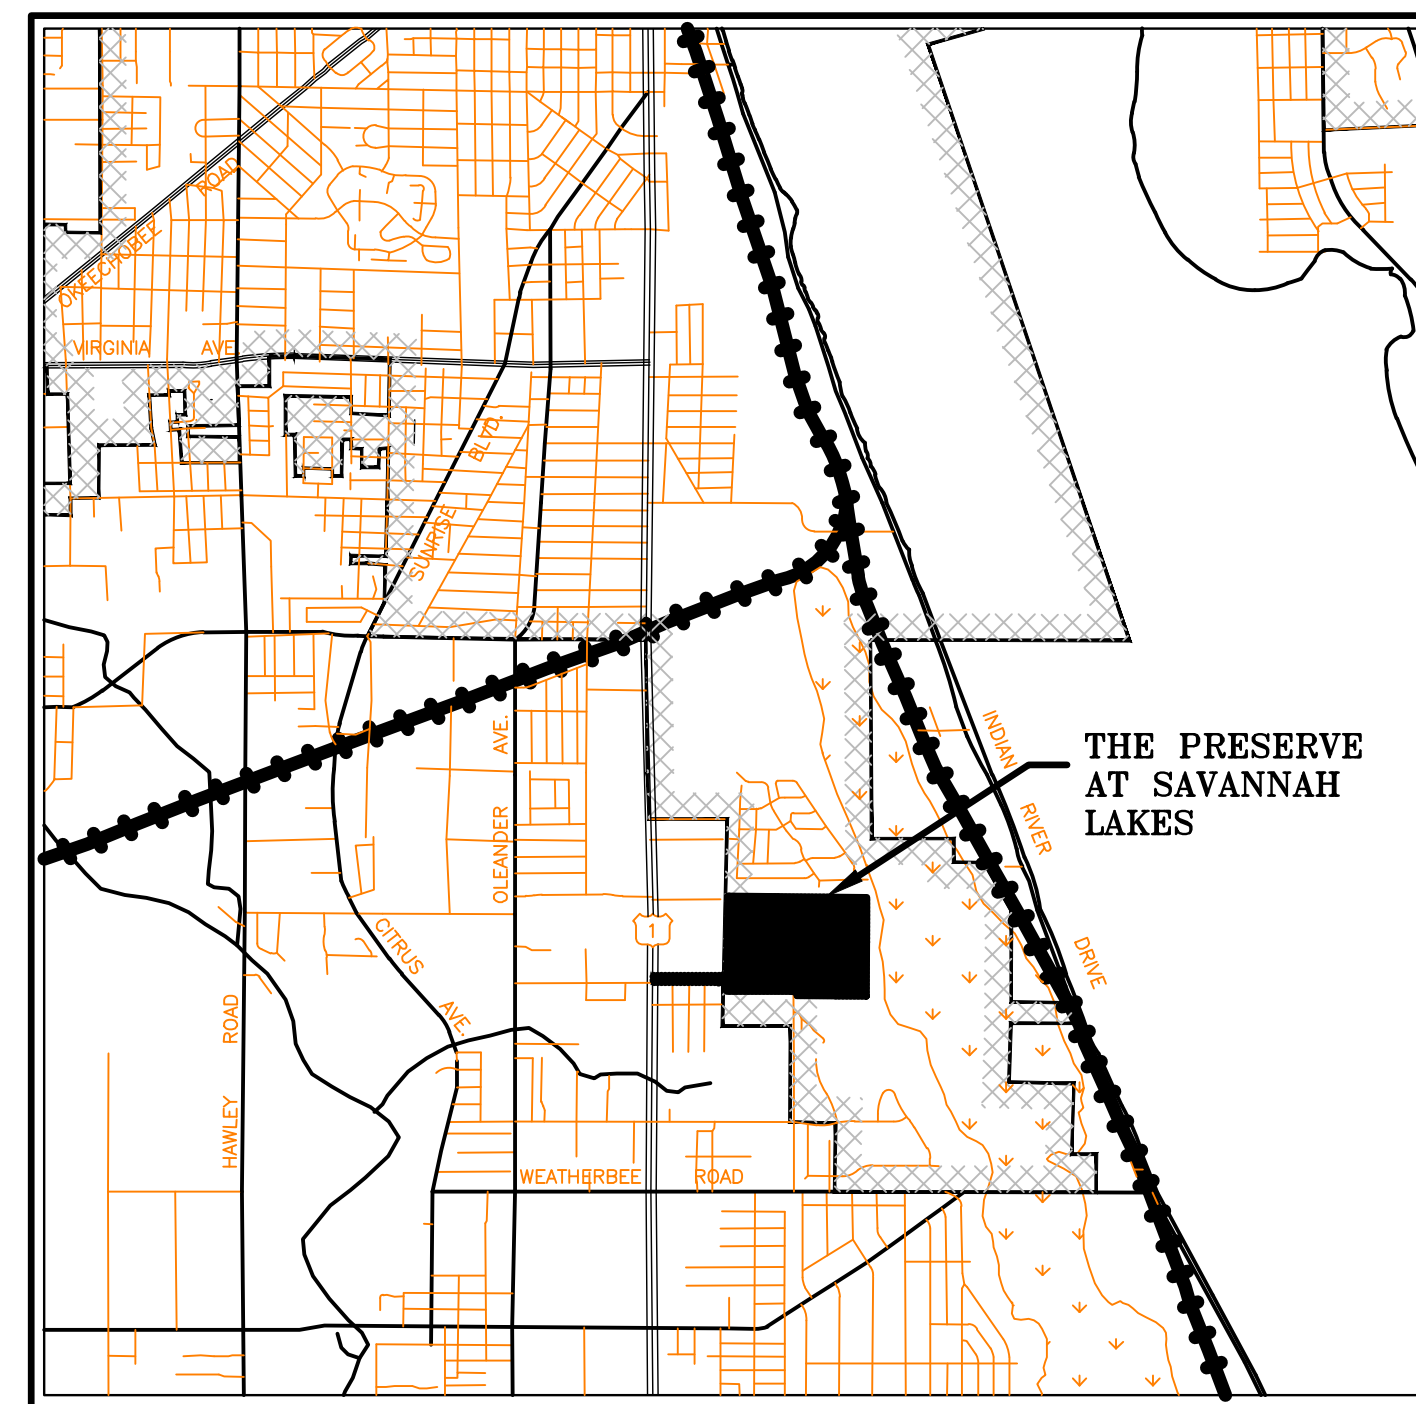 OKEECHOBEE ROAD
VIRGINIA AVE
SUNRISE BLVD.
OLEANDER AVE.
INDIAN RIVER DRIVE
THE PRESERVE
AT SAVANNAH
LAKES
1
CITRUS AVE.
HAWLEY ROAD
WEATHERBEE ROAD